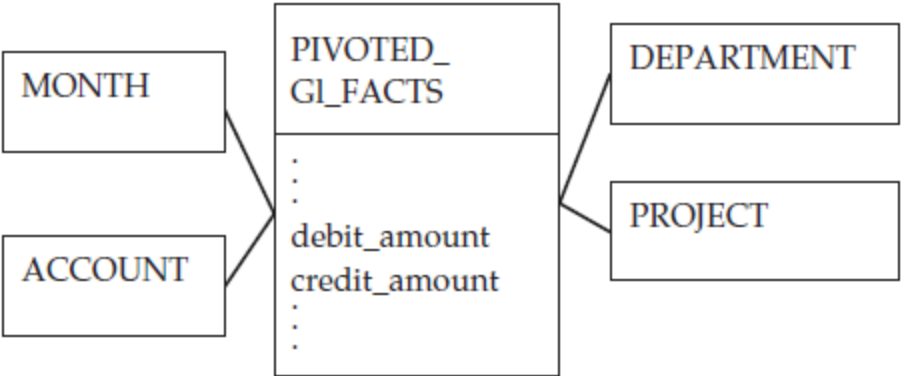 MONTH
ACCOUNT
PIVOTED_
Gl_FACTS
.
.
.
debit_amount
credit_amount
.
.
.
DEPARTMENT
PROJECT